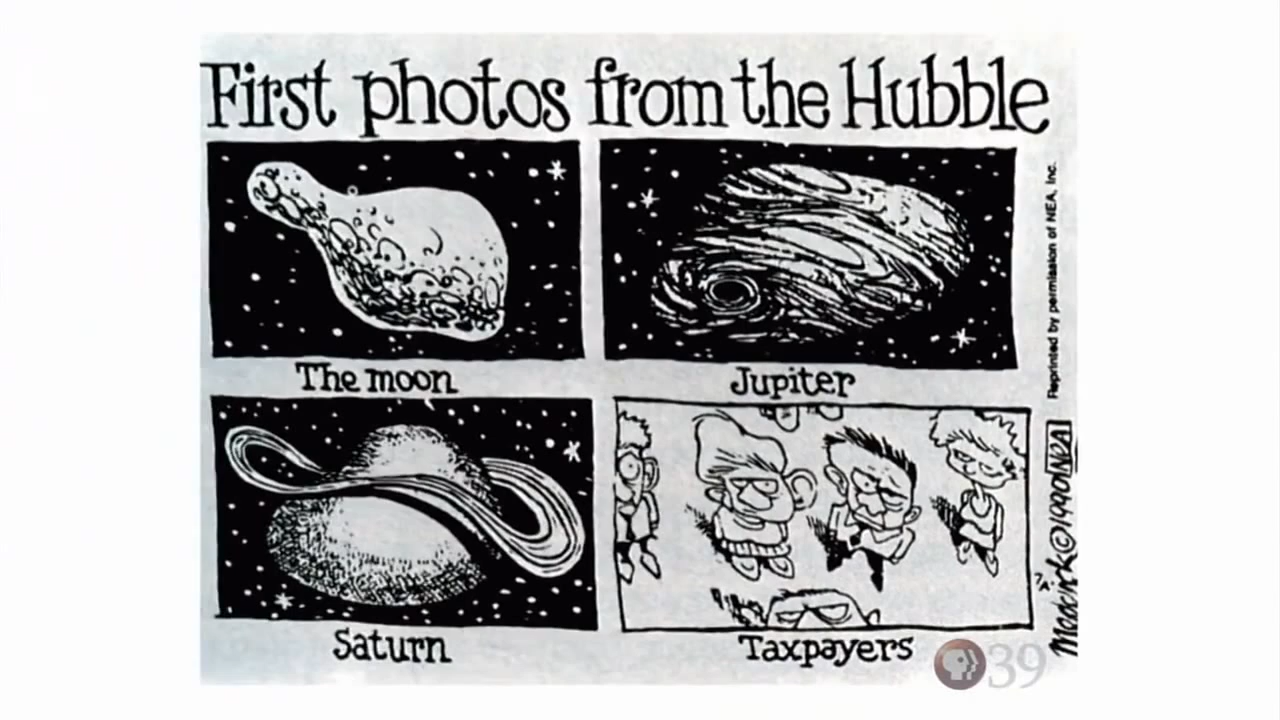 First photos from the Hubble
The moon
Jupiter
Saturn
Taxpayers
Reprinted by permission of NEA, Inc.
©1990 NEA
39